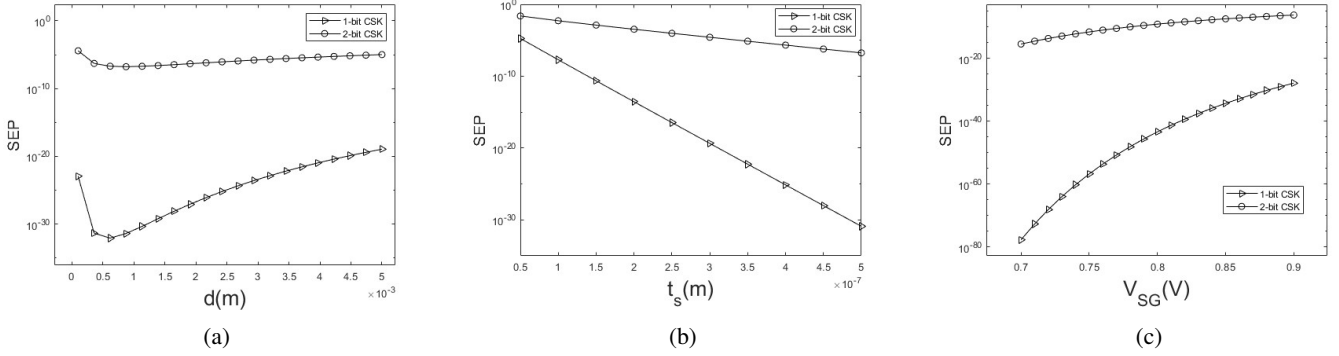 10^0
10^-10
10^-20
10^-30
SEP
0
0.5
1
1.5
2
2.5
3
3.5
4
4.5
5
×10^-3
d(m)
1-bit CSK
2-bit CSK
(a)
10^0
10^-10
10^-20
10^-30
SEP
0.5
1
1.5
2
2.5
3
3.5
4
4.5
5
×10^-7
t_s(m)
1-bit CSK
2-bit CSK
(b)
10^0
10^-20
10^-40
10^-60
10^-80
SEP
0.7
0.75
0.8
0.85
0.9
V_SG(V)
1-bit CSK
2-bit CSK
(c)